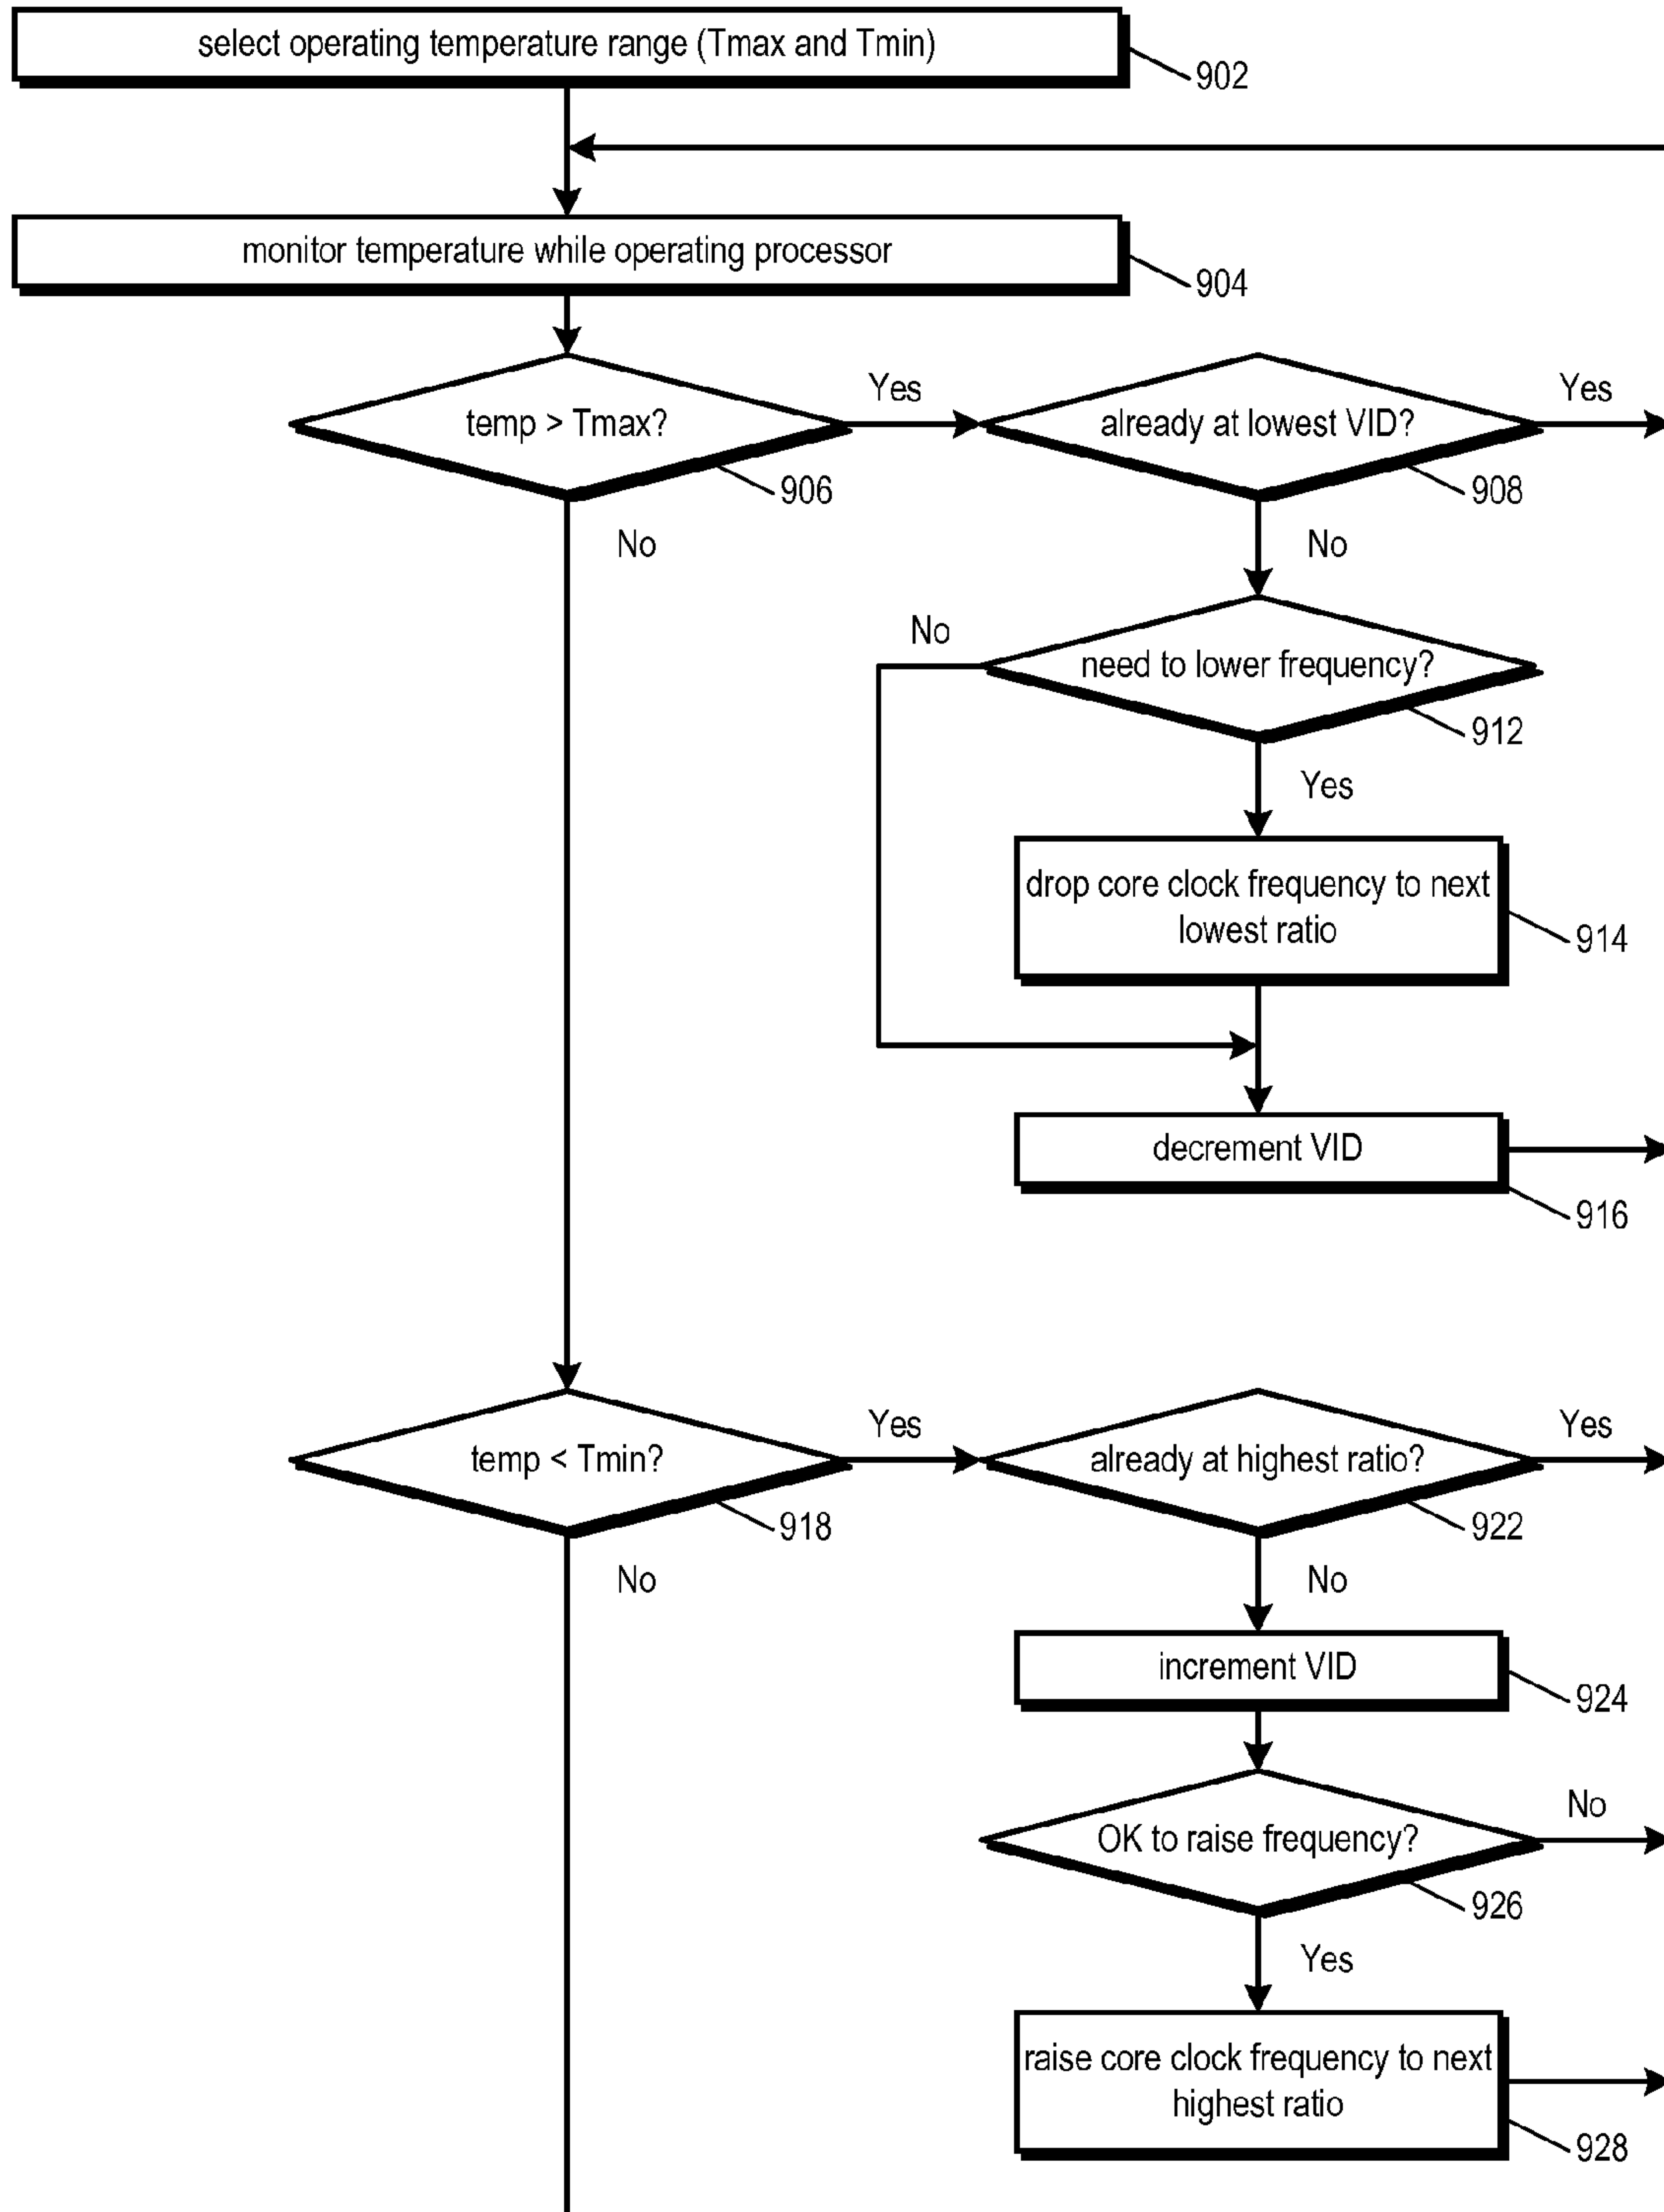 select operating temperature range (Tmax and Tmin)
902
monitor temperature while operating processor
904
temp > Tmax?
906
Yes
already at lowest VID?
908
Yes
No
No
need to lower frequency?
912
No
Yes
drop core clock frequency to next
lowest ratio
914
decrement VID
916
temp < Tmin?
918
Yes
already at highest ratio?
922
Yes
No
No
increment VID
924
OK to raise frequency?
926
No
Yes
raise core clock frequency to next
highest ratio
928